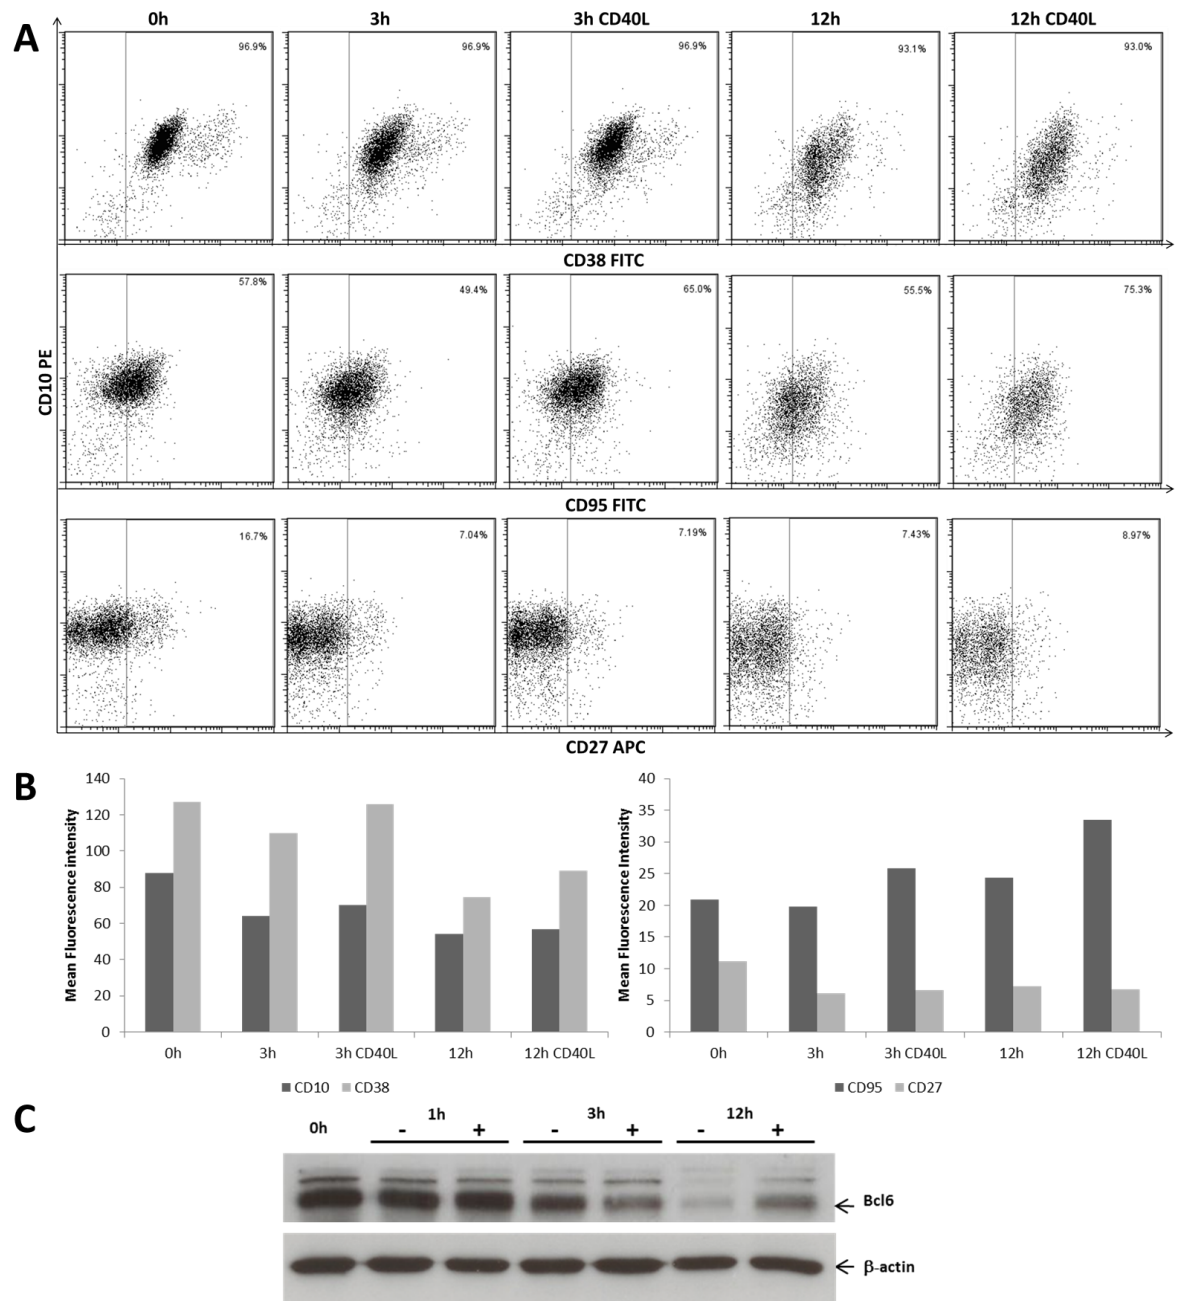 A
0h 3h 3h CD40L 12h 12h CD40L
96.9% 96.9% 96.9% 93.1% 93.0%
CD38 FITC
57.8% 49.4% 65.0% 55.5% 75.3%
CD10 PE
CD95 FITC
16.7% 7.04% 7.19% 7.43% 8.97%
CD27 APC
B
Mean Fluorescence intensity
140
120
100
80
60
40
20
0
0h 3h 3h CD40L 12h 12h CD40L
CD10 CD38
Mean Fluorescence Intensity
40
35
30
25
20
15
10
5
0
0h 3h 3h CD40L 12h 12h CD40L
CD95 CD27
C
0h 1h 3h 12h
- + - + - +
Bcl6
β-actin